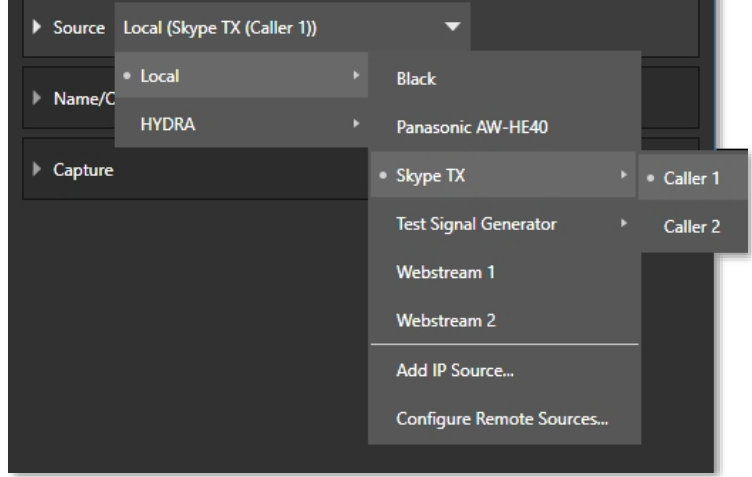 Source Local (Skype TX (Caller 1))
Local
Black
Name/C
HYDRA
Panasonic AW-HE40
Capture
Skype TX
Caller 1
Test Signal Generator
Caller 2
Webstream 1
Webstream 2
Add IP Source...
Configure Remote Sources...